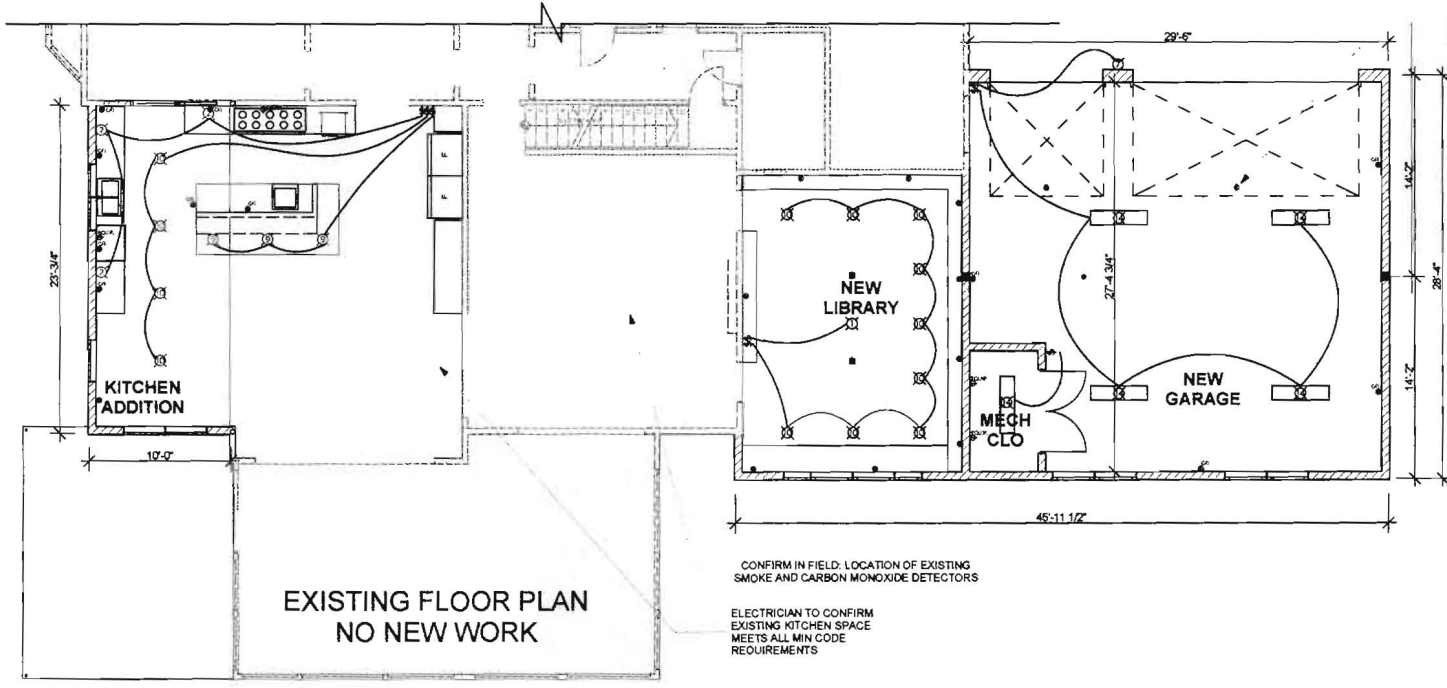 29'-6"
23'-3/4"
F
F
14'-2"
28'-4"
27'-4 3/4"
NEW
LIBRARY
KITCHEN
ADDITION
NEW
GARAGE
14'-2"
MECH
CLO
10'-0"
45'-11 1/2"
CONFIRM IN FIELD: LOCATION OF EXISTING
SMOKE AND CARBON MONOXIDE DETECTORS
EXISTING FLOOR PLAN
NO NEW WORK
ELECTRICIAN TO CONFIRM
EXISTING KITCHEN SPACE
MEETS ALL MIN CODE
REQUIREMENTS